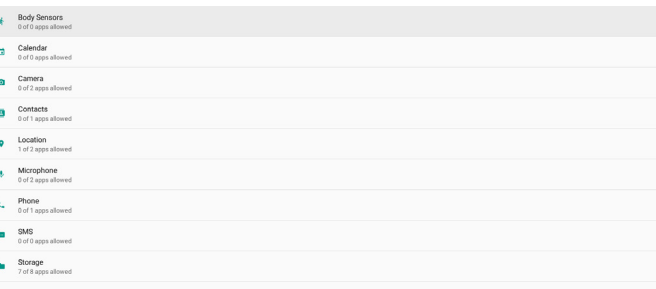 Body Sensors
0 of 0 apps allowed
Calendar
0 of 0 apps allowed
Camera
0 of 2 apps allowed
Contacts
0 of 1 apps allowed
Location
1 of 2 apps allowed
Microphone
0 of 2 apps allowed
Phone
0 of 1 apps allowed
SMS
0 of 0 apps allowed
Storage
7 of 8 apps allowed